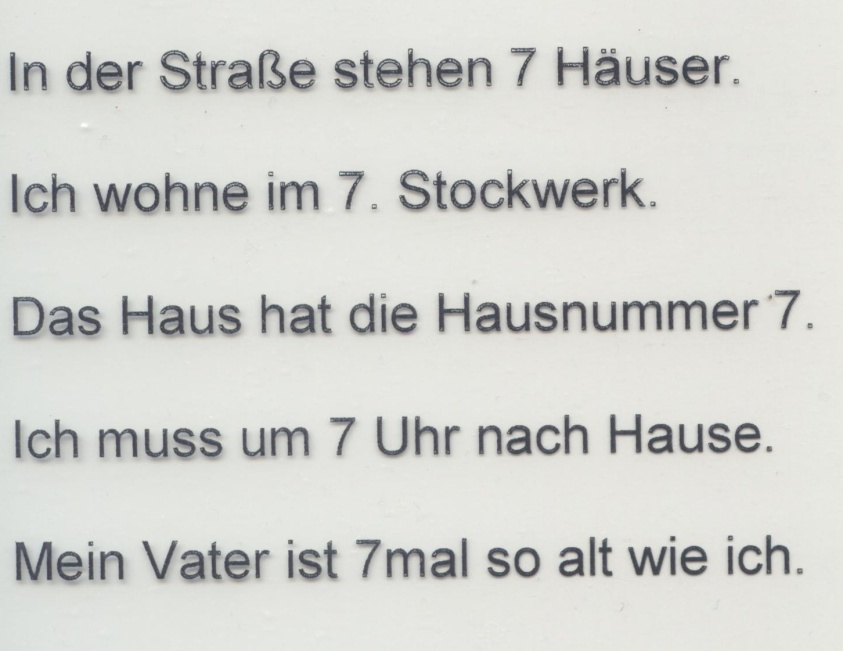 In der Straße stehen 7 Häuser.
Ich wohne im 7. Stockwerk.
Das Haus hat die Hausnummer 7.
Ich muss um 7 Uhr nach Hause.
Mein Vater ist 7mal so alt wie ich.